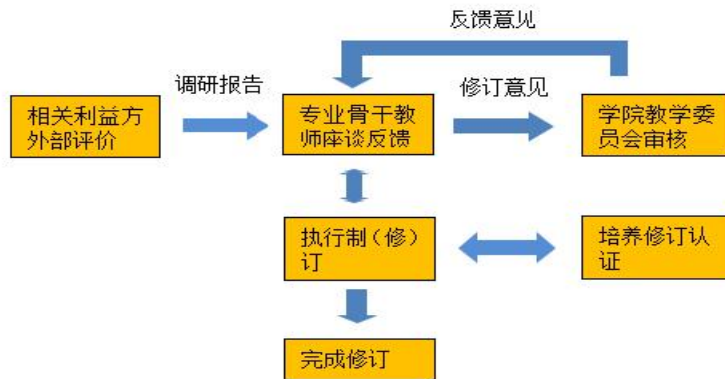 反馈意见
调研报告
修订意见
相关利益方
外部评价
专业骨干教
师座谈反馈
学院教学委
员会审核
执行制（修）
订
培养修订认
证
完成修订